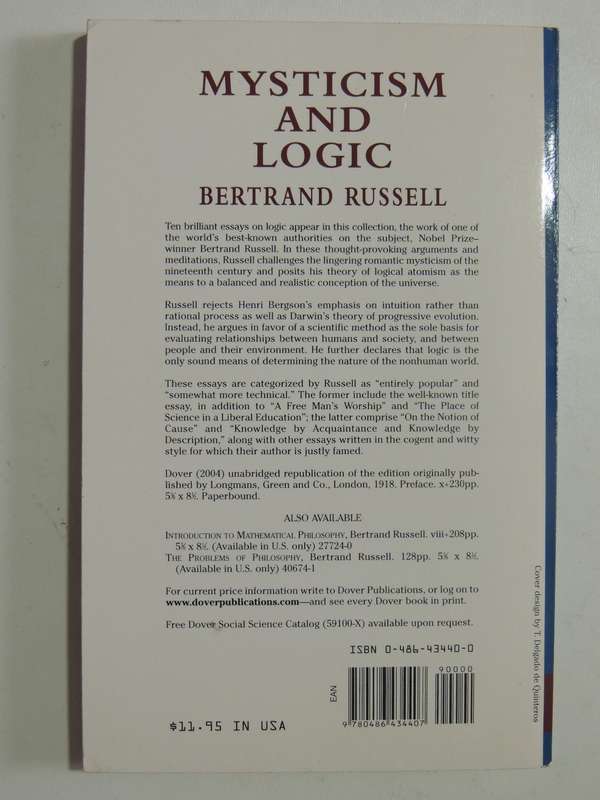 MYSTICISM
AND
LOGIC
BERTRAND RUSSELL
Ten brilliant essays on logic appear in this collection, the work of one of
the world's best-known authorities on the subject, Nobel Prize–
winner Bertrand Russell. In these thought-provoking arguments and
meditations, Russell challenges the lingering romantic mysticism of the
nineteenth century and posits his theory of logical atomism as the
means to a balanced and realistic conception of the universe.
Russell rejects Henri Bergson's emphasis on intuition rather than
rational process as well as Darwin's theory of progressive evolution.
Instead, he argues in favor of a scientific method as the sole basis for
evaluating relationships between humans and society, and between
people and their environment. He further declares that logic is the
only sound means of determining the nature of the nonhuman world.
These essays are categorized by Russell as "entirely popular" and
"somewhat more technical." The former include the well-known title
essay, in addition to "A Free Man's Worship" and "The Place of
Science in a Liberal Education"; the latter comprise "On the Notion of
Cause" and "Knowledge by Acquaintance and Knowledge by
Description," along with other essays written in the cogent and witty
style for which their author is justly famed.
Dover (2004) unabridged republication of the edition originally pub-
lished by Longmans, Green and Co., London, 1918. Preface. x+230pp.
5⅜ x 8½. Paperbound.
ALSO AVAILABLE
INTRODUCTION TO MATHEMATICAL PHILOSOPHY, Bertrand Russell. viii+208pp.
5⅜ x 8½. (Available in U.S. only) 27724-0
THE PROBLEMS OF PHILOSOPHY, Bertrand Russell. 128pp. 5⅜ x 8½.
(Available in U.S. only) 40674-1
For current price information write to Dover Publications, or log on to
www.doverpublications.com—and see every Dover book in print.
Free Dover Social Science Catalog (59100-X) available upon request.
ISBN 0-486-43440-0
90000
EAN
9 780486 434407
$11.95 IN USA
Cover design by T. Delgado de Quinteros